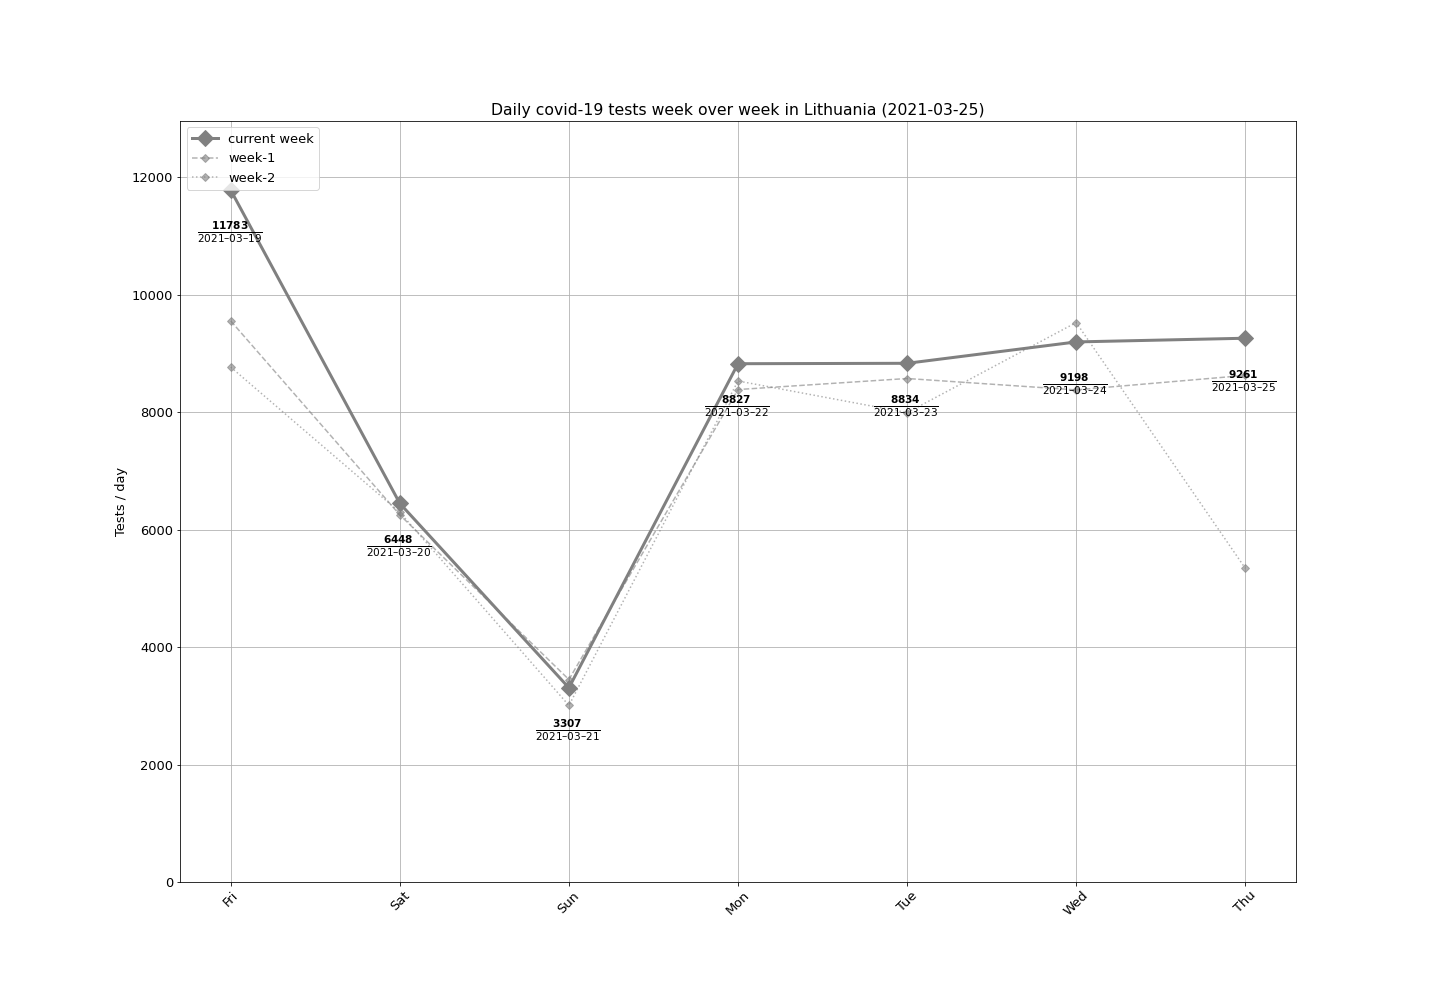 Daily covid-19 tests week over week in Lithuania (2021-03-25)
current week
week-1
week-2
12000
10000
8000
6000
4000
2000
0
Tests / day
11783
2021–03–19
6448
2021–03–20
3307
2021–03–21
8827
2021–03–22
8834
2021–03–23
9198
2021–03–24
9261
2021–03–25
Fri
Sat
Sun
Mon
Tue
Wed
Thu